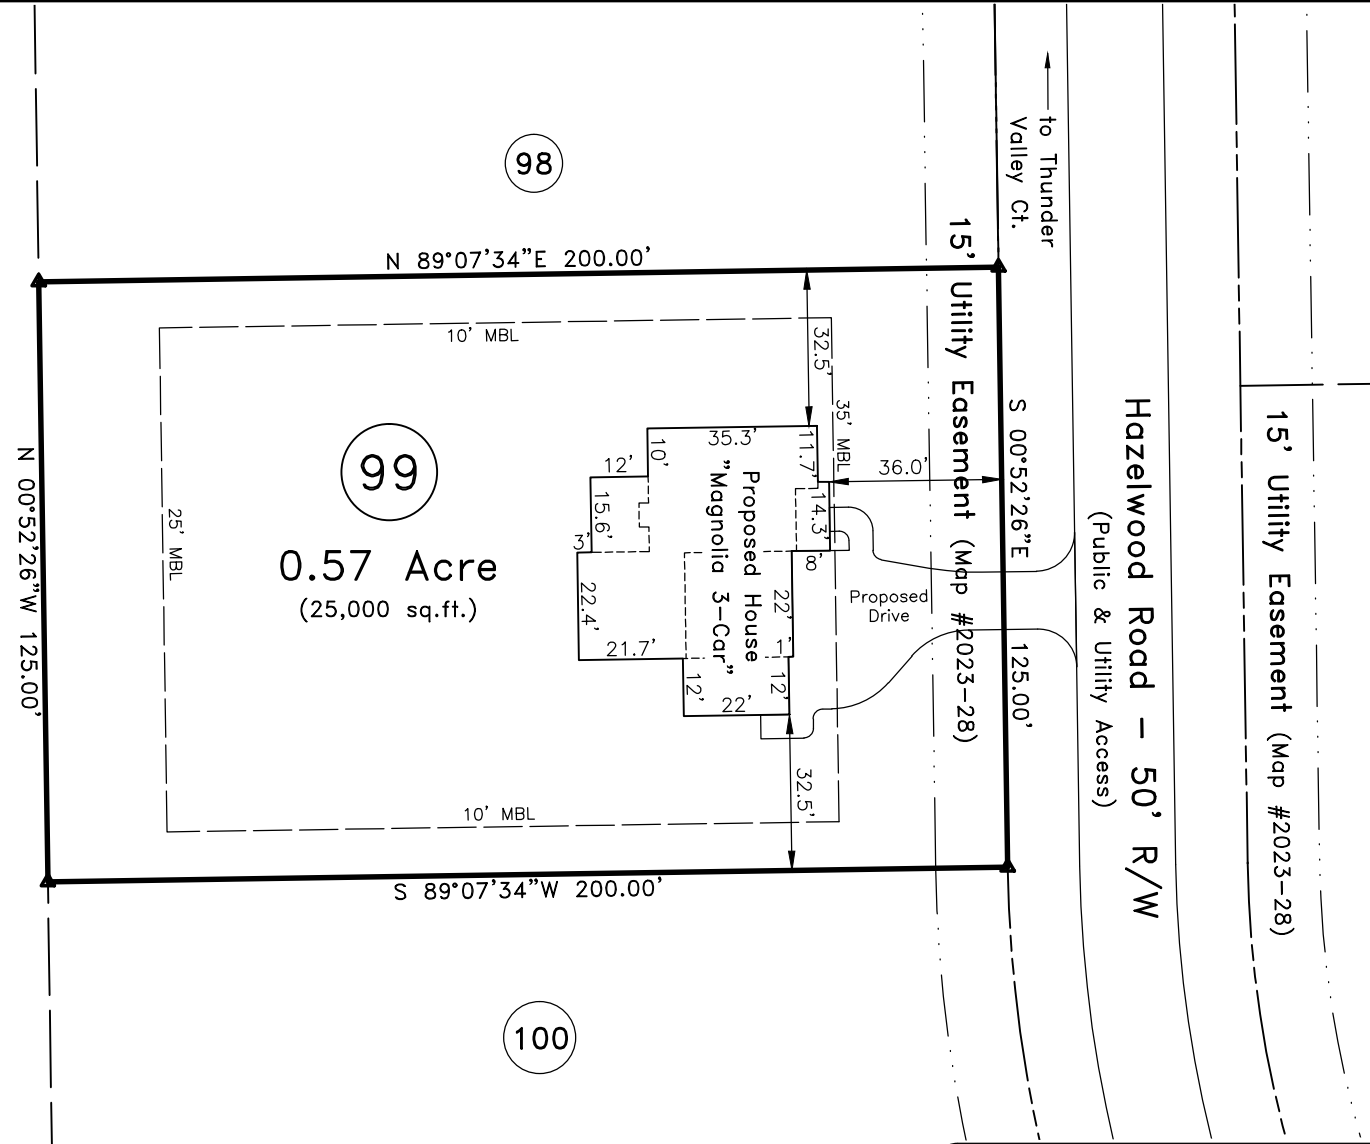 98
to Thunder
Valley Ct.
N 89°07'34"E 200.00'
10' MBL
32.5'
35' MBL
36.0'
35.3'
11.7'
10'
12'
14.3'
15.6'
3'
8'
22.4'
22'
21.7'
1'
12'
12'
22'
32.5'
Proposed House
"Magnolia 3-Car"
99
0.57 Acre
(25,000 sq.ft.)
25' MBL
10' MBL
Proposed
Drive
N 00°52'26"W 125.00'
S 00°52'26"E 125.00'
S 89°07'34"W 200.00'
15' Utility Easement (Map #2023-28)
Hazelwood Road - 50' R/W
(Public & Utility Access)
15' Utility Easement (Map #2023-28)
100